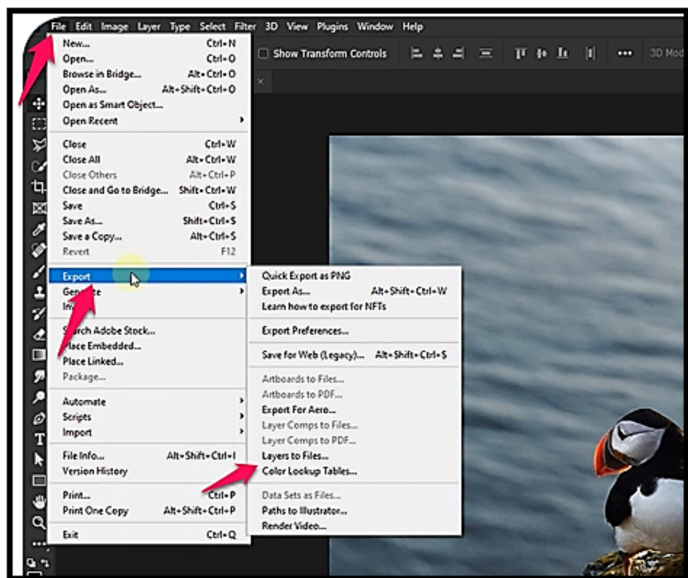 File Edit Image Layer Type Select Filter 3D View Plugins Window Help
Show Transform Controls
3D Mod
New... Ctrl+N
Open... Ctrl+O
Browse in Bridge... Alt+Ctrl+O
Open As... Alt+Shift+Ctrl+O
Open as Smart Object...
Open Recent
Close Ctrl+W
Close All Alt+Ctrl+W
Close Others Alt+Ctrl+P
Close and Go to Bridge... Shift+Ctrl+W
Save Ctrl+S
Save As... Shift+Ctrl+S
Save a Copy... Alt+Ctrl+S
Revert F12
Export
Search Adobe Stock...
Place Embedded...
Place Linked...
Package...
Automate
Scripts
Import
File Info... Alt+Shift+Ctrl+I
Version History
Print... Ctrl+P
Print One Copy Alt+Shift+Ctrl+P
Exit Ctrl+Q
Quick Export as PNG
Export As... Alt+Shift+Ctrl+W
Learn how to export for NFTs
Export Preferences...
Save for Web (Legacy)... Alt+Shift+Ctrl+S
Artboards to Files...
Artboards to PDF...
Export For Aero...
Layer Comps to Files...
Layer Comps to PDF...
Layers to Files...
Color Lookup Tables...
Data Sets as Files...
Paths to Illustrator...
Render Video...